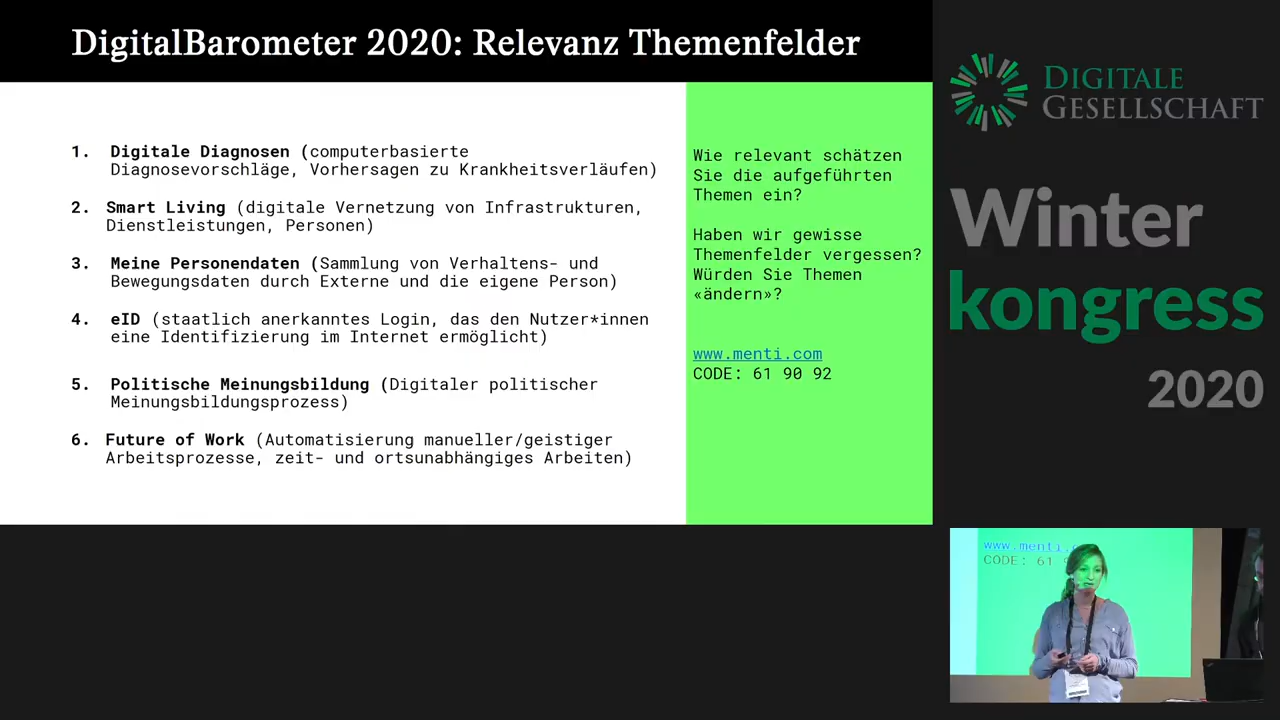 DigitalBarometer 2020: Relevanz Themenfelder
1. Digitale Diagnosen (computerbasierte
Diagnosevorschläge, Vorhersagen zu Krankheitsverläufen)
2. Smart Living (digitale Vernetzung von Infrastrukturen,
Dienstleistungen, Personen)
3. Meine Personendaten (Sammlung von Verhaltens- und
Bewegungsdaten durch Externe und die eigene Person)
4. eID (staatlich anerkanntes Login, das den Nutzer*innen
eine Identifizierung im Internet ermöglicht)
5. Politische Meinungsbildung (Digitaler politischer
Meinungsbildungsprozess)
6. Future of Work (Automatisierung manueller/geistiger
Arbeitsprozesse, zeit- und ortsunabhängiges Arbeiten)
Wie relevant schätzen
Sie die aufgeführten
Themen ein?
Haben wir gewisse
Themenfelder vergessen?
Würden Sie Themen
«ändern»?
www.menti.com
CODE: 61 90 92
DIGITALE
GESELLSCHAFT
Winter
kongress
2020
www.menti.c
CODE: 61 9